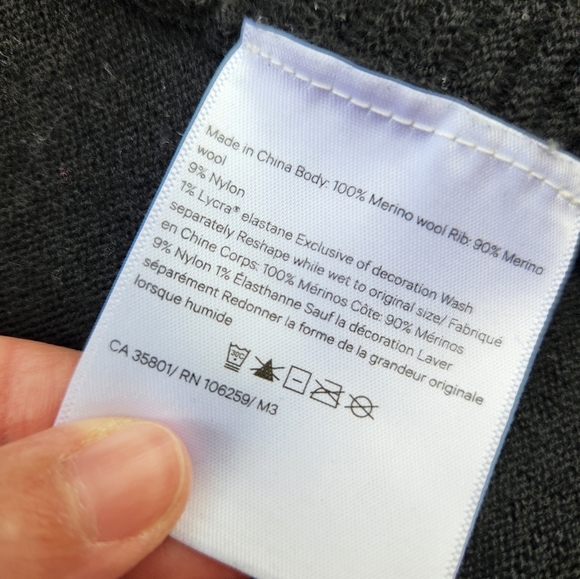 Made in China Body: 100% Merino wool Rib: 90% Merino
wool
9% Nylon
1% Lycra® elastane Exclusive of decoration Wash
separately Reshape while wet to original size/ Fabriqué
en Chine Corps: 100% Mérinos Côte: 90% Mérinos
9% Nylon 1% Élasthanne Sauf la décoration Laver
séparément Redonner la forme de la grandeur originale
lorsque humide
30C
CA 35801/ RN 106259/ M3